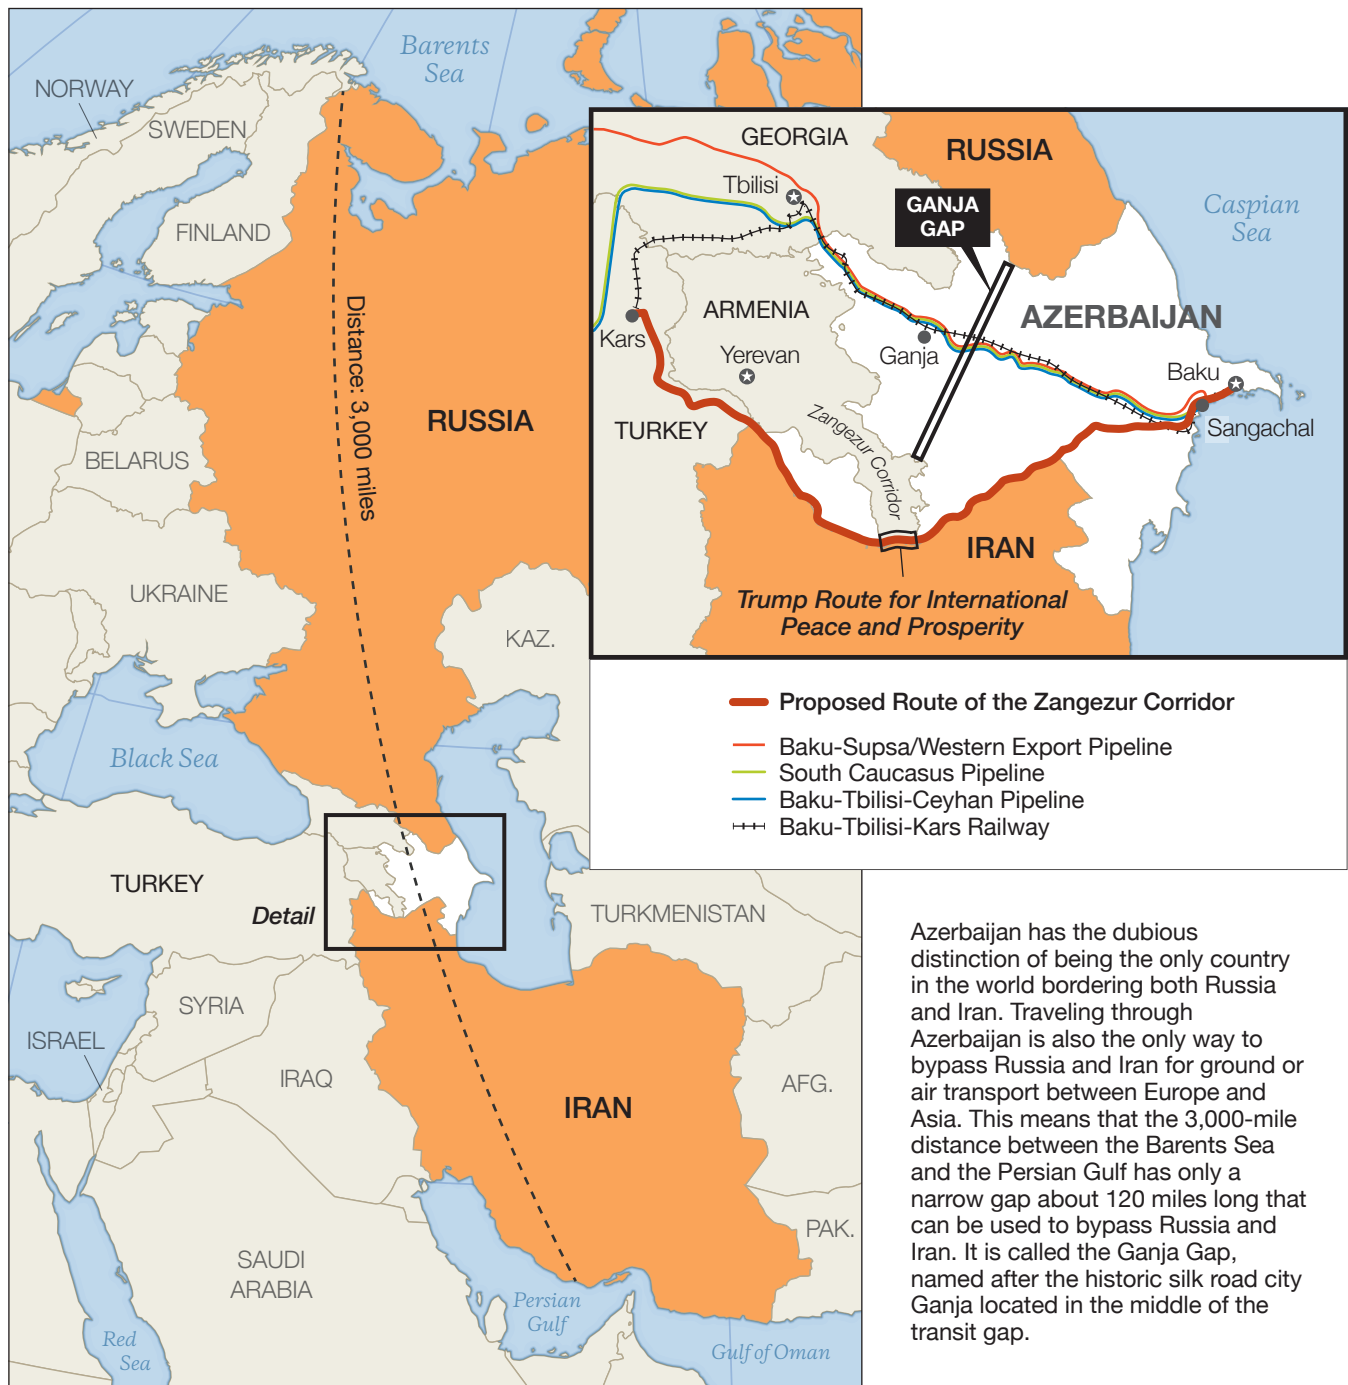 Barents
Sea
NORWAY
SWEDEN
FINLAND
Distance: 3,000 miles
RUSSIA
BELARUS
UKRAINE
KAZ.
Black Sea
TURKEY
Detail
TURKMENISTAN
SYRIA
ISRAEL
IRAQ
AFG.
IRAN
PAK.
SAUDI
ARABIA
Persian
Gulf
Red
Sea
Gulf of Oman
GEORGIA
RUSSIA
Tbilisi
GANJA
GAP
Caspian
Sea
ARMENIA
AZERBAIJAN
Kars
Yerevan
Ganja
Baku
TURKEY
Zangezur Corridor
Sangachal
IRAN
Trump Route for International
Peace and Prosperity
Proposed Route of the Zangezur Corridor
Baku-Supsa/Western Export Pipeline
South Caucasus Pipeline
Baku-Tbilisi-Ceyhan Pipeline
Baku-Tbilisi-Kars Railway
Azerbaijan has the dubious
distinction of being the only country
in the world bordering both Russia
and Iran. Traveling through
Azerbaijan is also the only way to
bypass Russia and Iran for ground or
air transport between Europe and
Asia. This means that the 3,000-mile
distance between the Barents Sea
and the Persian Gulf has only a
narrow gap about 120 miles long that
can be used to bypass Russia and
Iran. It is called the Ganja Gap,
named after the historic silk road city
Ganja located in the middle of the
transit gap.